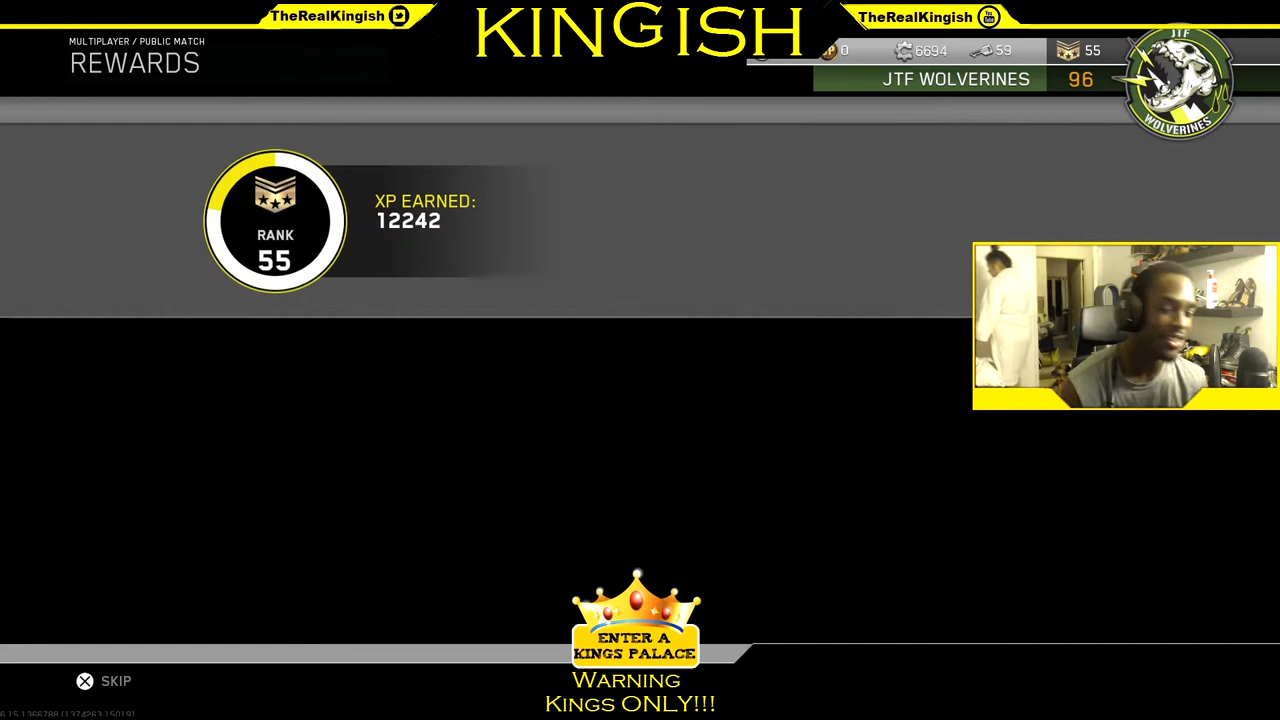 TheRealKingish
KINGISH
TheRealKingish
MULTIPLAYER / PUBLIC MATCH
REWARDS
0 6694 59 55
JTF WOLVERINES 96
JTF
WOLVERINES
RANK
55
XP EARNED:
12242
ENTER A
KINGS PALACE
WARNING
KINGS ONLY!!!
SKIP